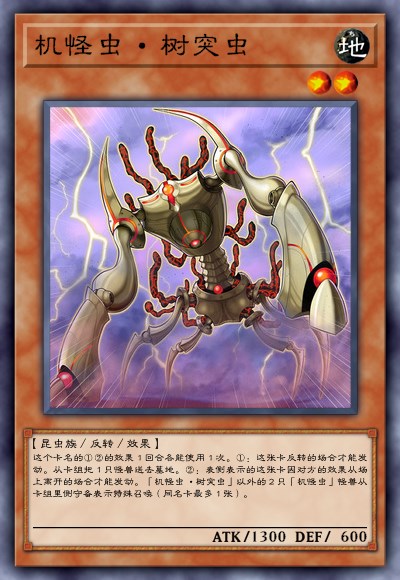 机怪虫・树突虫
地
【昆虫族／反转／效果】
这个卡名的①②的效果1回合各能使用1次。①：这张卡反转的场合才能发
动。从卡组把1只怪兽送去墓地。②：表侧表示的这张卡因对方的效果从场
上离开的场合才能发动。「机怪虫・树突虫」以外的2只「机怪虫」怪兽从
卡组里侧守备表示特殊召唤（同名卡最多1张）。
ATK/1300 DEF/ 600